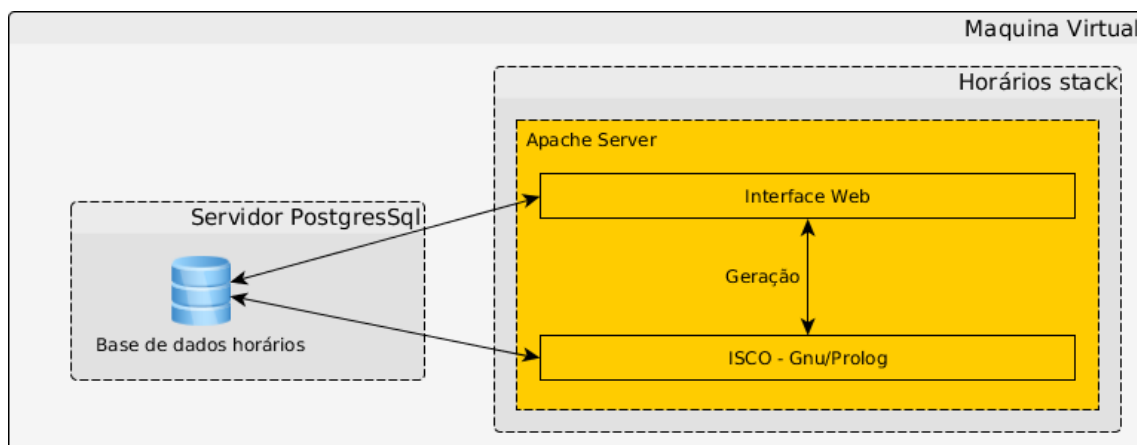 Maquina Virtual
Horários stack
Apache Server
Interface Web
Servidor PostgresSql
Geração
Base de dados horários
ISCO - Gnu/Prolog